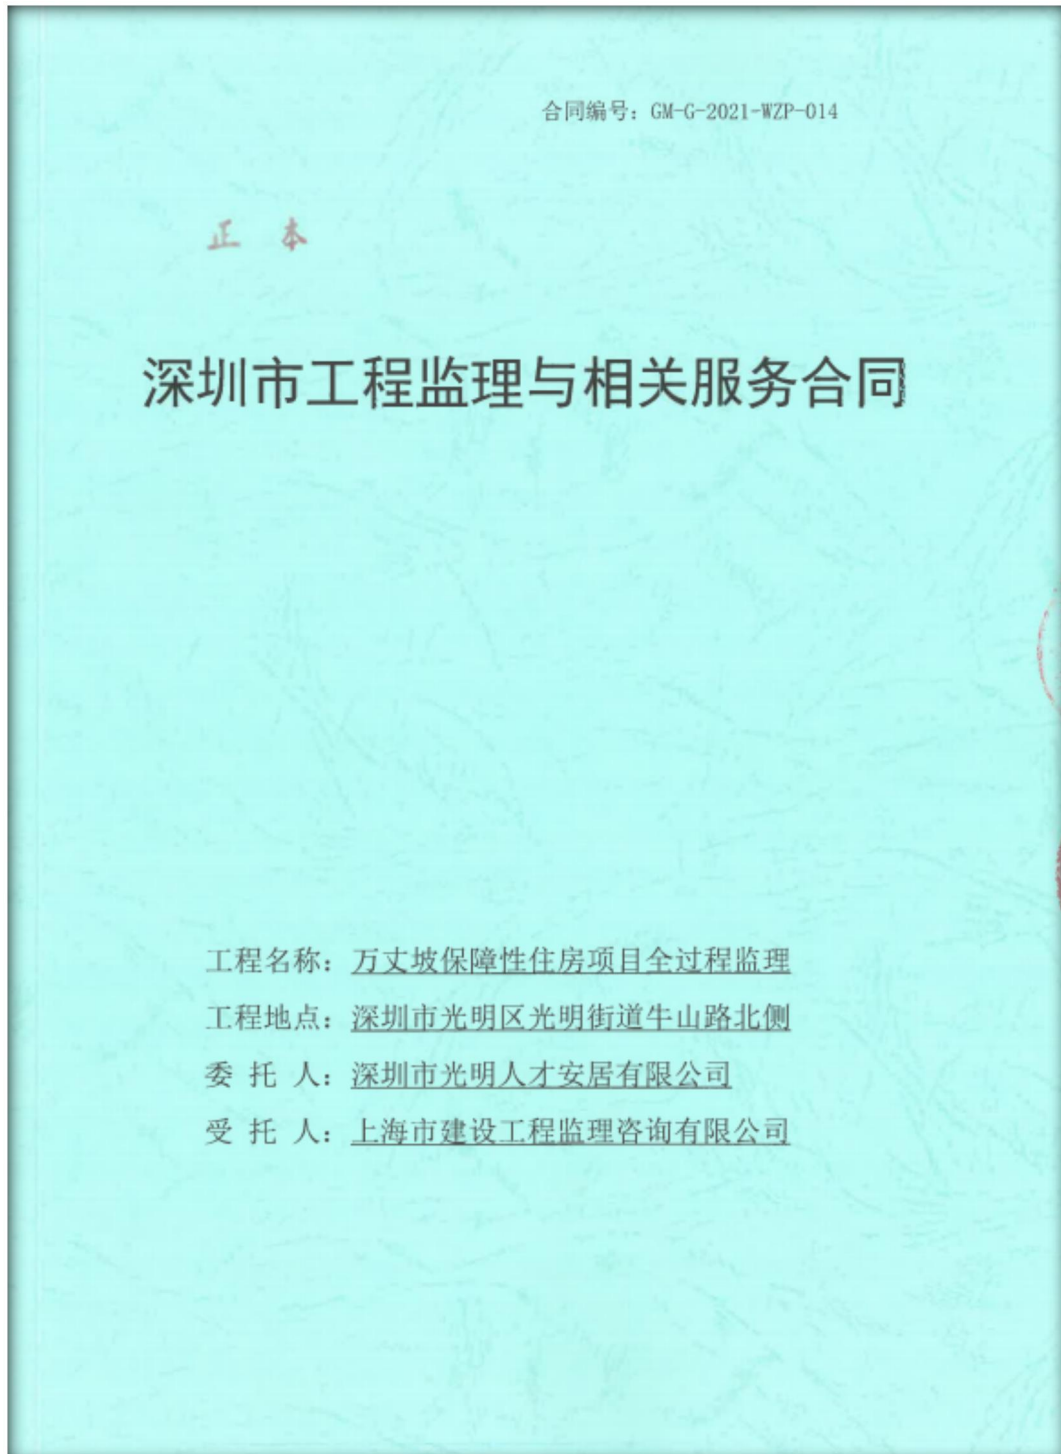 合同编号：GM-G-2021-WZP-014
正 本
深圳市工程监理与相关服务合同
工程名称：万丈坡保障性住房项目全过程监理
工程地点：深圳市光明区光明街道牛山路北侧
委 托 人：深圳市光明人才安居有限公司
受 托 人：上海市建设工程监理咨询有限公司